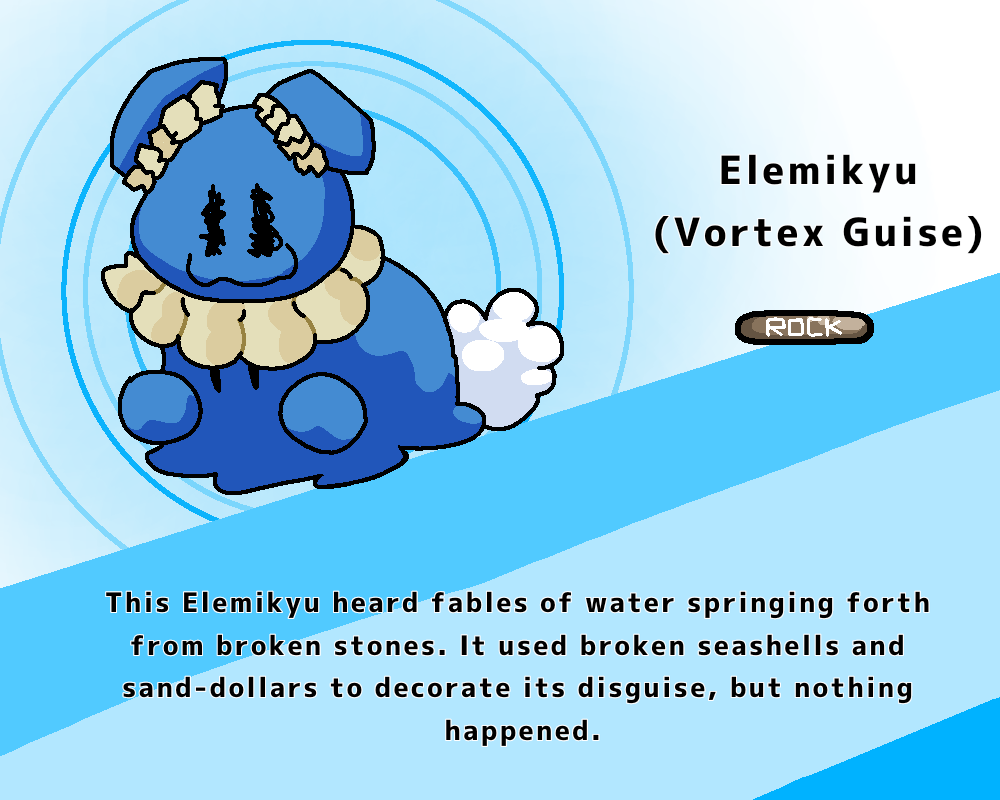 Elemikyu
(Vortex Guise)
ROCK
This Elemikyu heard fables of water springing forth
from broken stones. It used broken seashells and
sand-dollars to decorate its disguise, but nothing
happened.